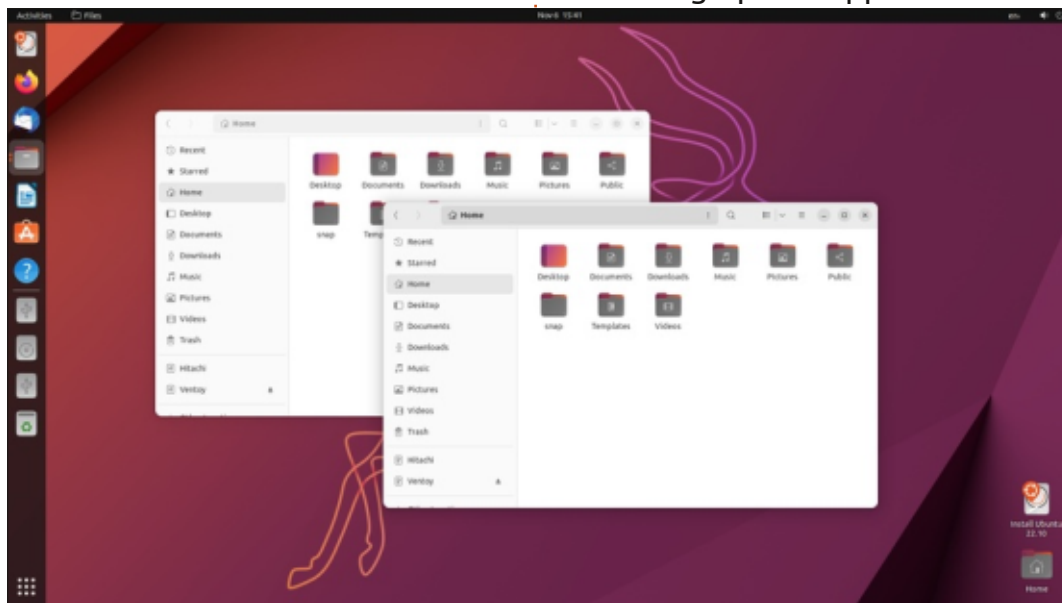 Activities Files Nov 6 15:41 en
Home
Recent
Starred
Home
Desktop
Documents
Downloads
Music
Pictures
Videos
Trash
Hitachi
Ventoy
Desktop Documents Downloads Music Pictures Public
snap
Home
Recent
Starred
Home
Desktop
Documents
Downloads
Music
Pictures
Videos
Trash
Hitachi
Ventoy
Desktop Documents Downloads Music Pictures Public
snap Templates Videos
Install Ubuntu
22.10
Home